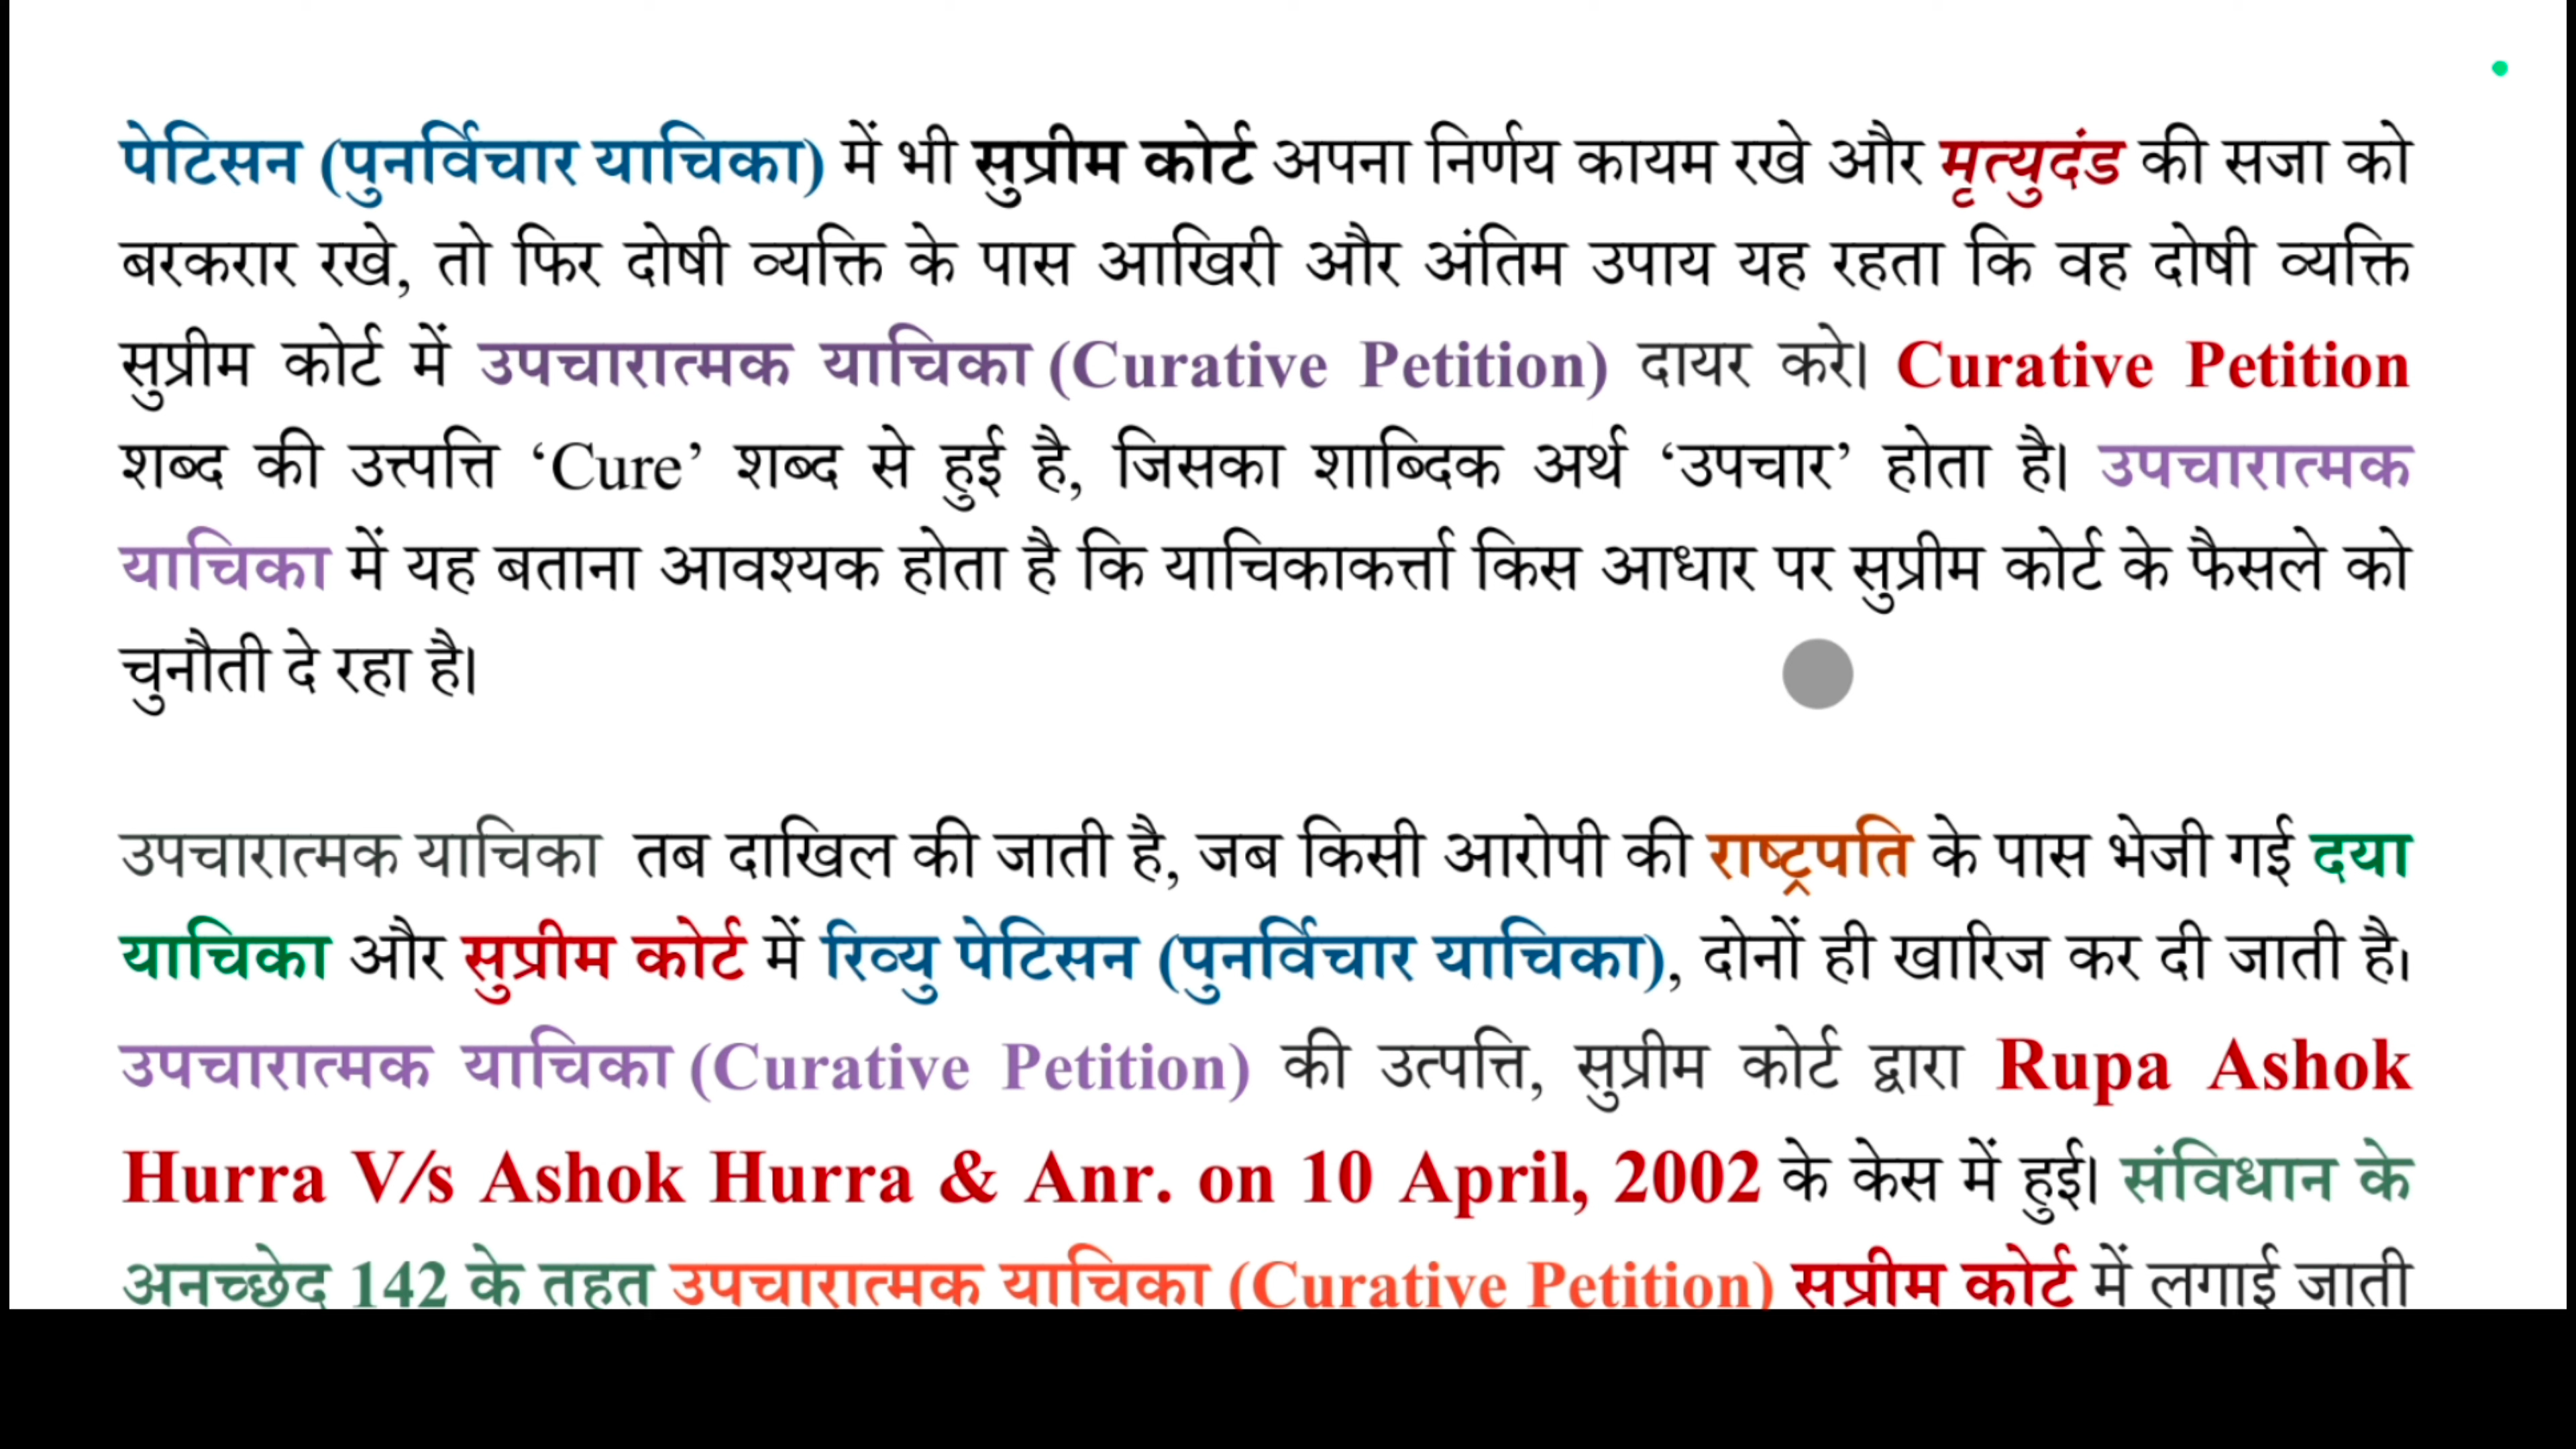 पेटिसन (पुनर्विचार याचिका) में भी सुप्रीम कोर्ट अपना निर्णय कायम रखे और मृत्युदंड की सजा को
बरकरार रखे, तो फिर दोषी व्यक्ति के पास आखिरी और अंतिम उपाय यह रहता कि वह दोषी व्यक्ति
सुप्रीम कोर्ट में उपचारात्मक याचिका (Curative Petition) दायर करे। Curative Petition
शब्द की उत्त्पत्ति ‘Cure’ शब्द से हुई है, जिसका शाब्दिक अर्थ ‘उपचार’ होता है। उपचारात्मक
याचिका में यह बताना आवश्यक होता है कि याचिकाकर्त्ता किस आधार पर सुप्रीम कोर्ट के फैसले को
चुनौती दे रहा है।
उपचारात्मक याचिका तब दाखिल की जाती है, जब किसी आरोपी की राष्ट्रपति के पास भेजी गई दया
याचिका और सुप्रीम कोर्ट में रिव्यु पेटिसन (पुनर्विचार याचिका), दोनों ही खारिज कर दी जाती है।
उपचारात्मक याचिका (Curative Petition) की उत्पत्ति, सुप्रीम कोर्ट द्वारा Rupa Ashok
Hurra V/s Ashok Hurra & Anr. on 10 April, 2002 के केस में हुई। संविधान के
अनुच्छेद 142 के तहत उपचारात्मक याचिका (Curative Petition) सुप्रीम कोर्ट में लगाई जाती